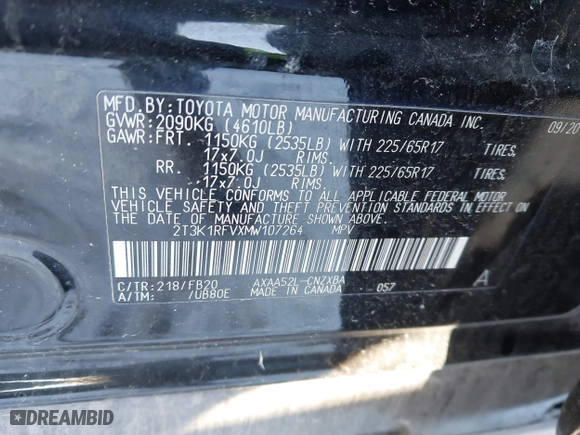 MFD.BY:TOYOTA MOTOR MANUFACTURING CANADA INC. 09/20
GVWR:2090KG (4610LB)
GAWR:FRT. 1150KG (2535LB) WITH 225/65R17 TIRES,
17x7.0J RIMS.
RR. 1150KG (2535LB) WITH 225/65R17 TIRES,
17x7.0J RIMS.
THIS VEHICLE CONFORMS TO ALL APPLICABLE FEDERAL MOTOR
VEHICLE SAFETY AND THEFT PREVENTION STANDARDS IN EFFECT
ON THE DATE OF MANUFACTURE SHOWN ABOVE.
2T3K1RFVXMW107264 MPV
C/TR:218/FB20 AXAA52L-CNZXBA A
A/TM: /UB80E MADE IN CANADA 057
DREAMBID